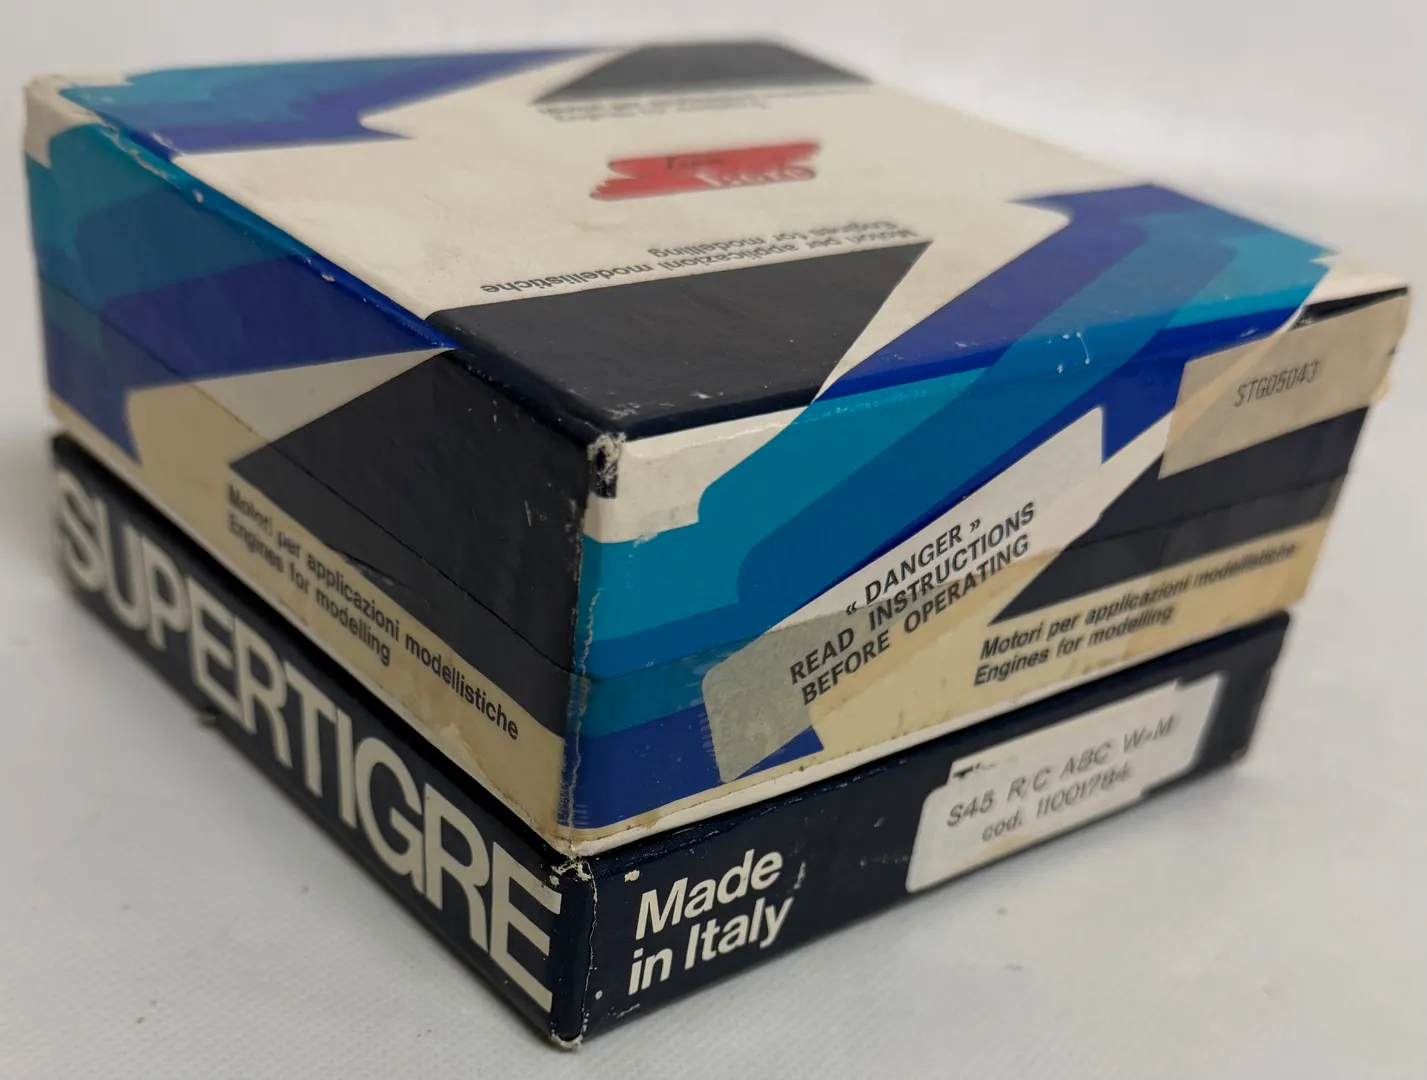 Motori per applicazioni modellistiche
Engines for modelling
STG05043
« DANGER »
READ INSTRUCTIONS
BEFORE OPERATING
Motori per applicazioni modellistiche
Engines for modelling
Motori per applicazioni modellistiche
Engines for modelling
SUPERTIGRE
Made
in Italy
S45 R/C ABC W-M
cod.